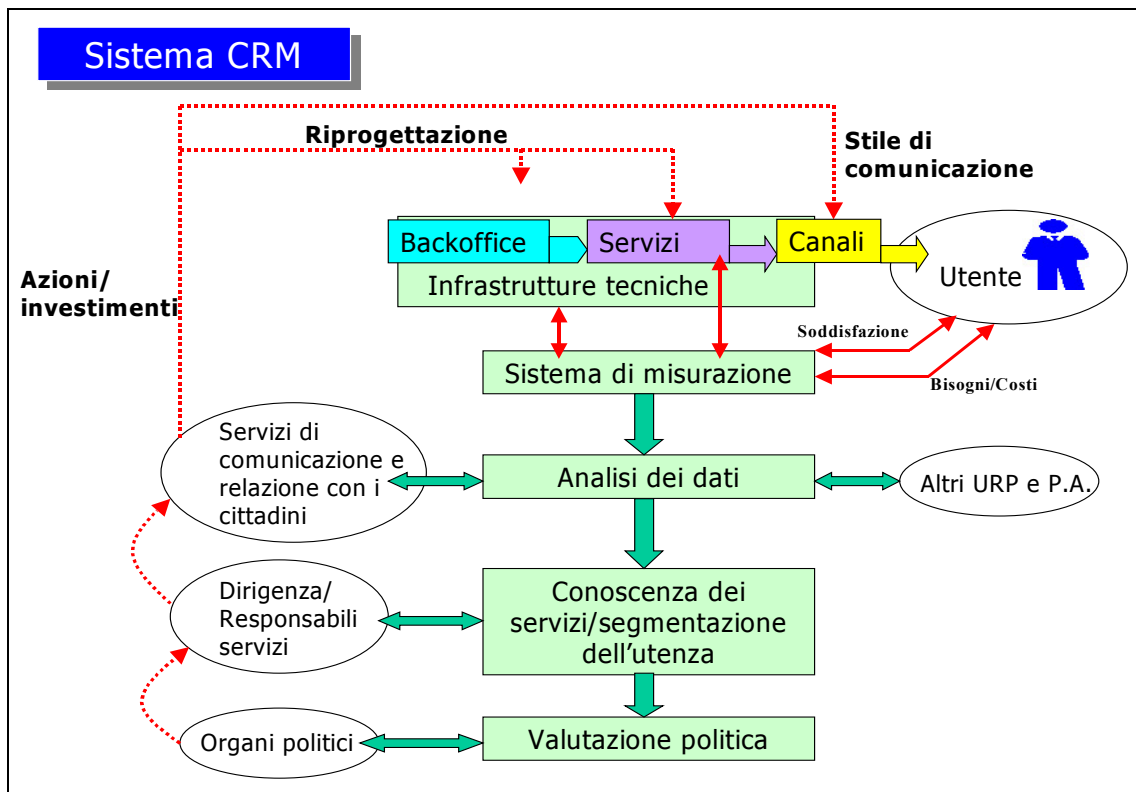 Sistema CRM
Riprogettazione
Stile di
comunicazione
Backoffice
Servizi
Canali
Utente
Infrastrutture tecniche
Azioni/
investimenti
Soddisfazione
Sistema di misurazione
Bisogni/Costi
Servizi di
comunicazione e
relazione con i
cittadini
Analisi dei dati
Altri URP e P.A.
Dirigenza/
Responsabili
servizi
Conoscenza dei
servizi/segmentazione
dell’utenza
Organi politici
Valutazione politica